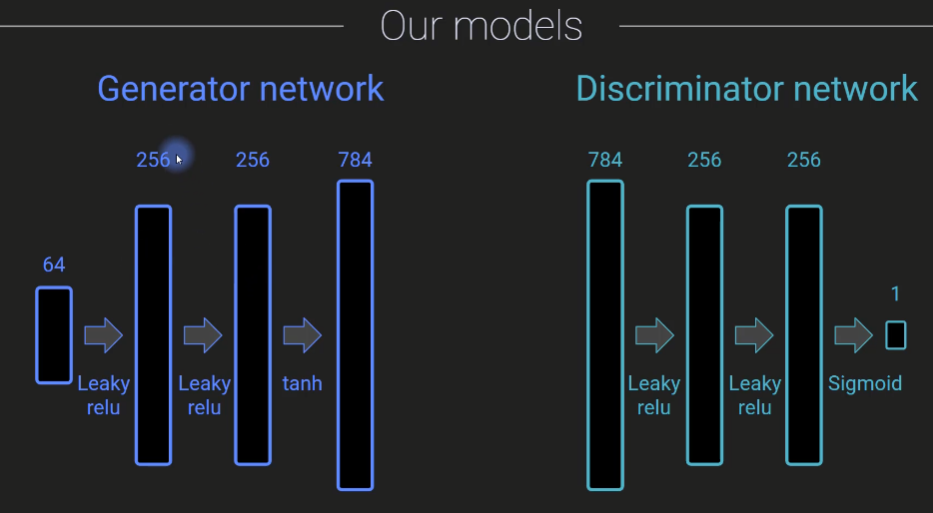 Our models
Generator network
Discriminator network
64
256
256
784
Leaky
relu
Leaky
relu
tanh
784
256
256
1
Leaky
relu
Leaky
relu
Sigmoid